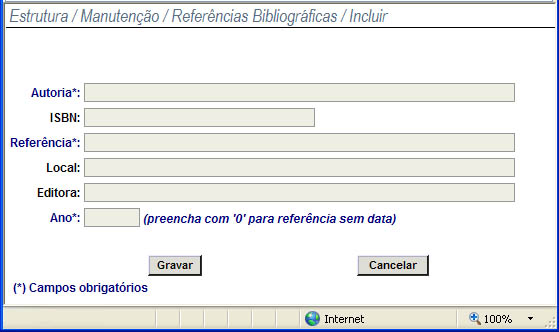 Estrutura / Manutenção / Referências Bibliográficas / Incluir
Autoria*:
ISBN:
Referência*:
Local:
Editora:
Ano*: (preencha com '0' para referência sem data)
Gravar Cancelar
(*) Campos obrigatórios
Internet 100%